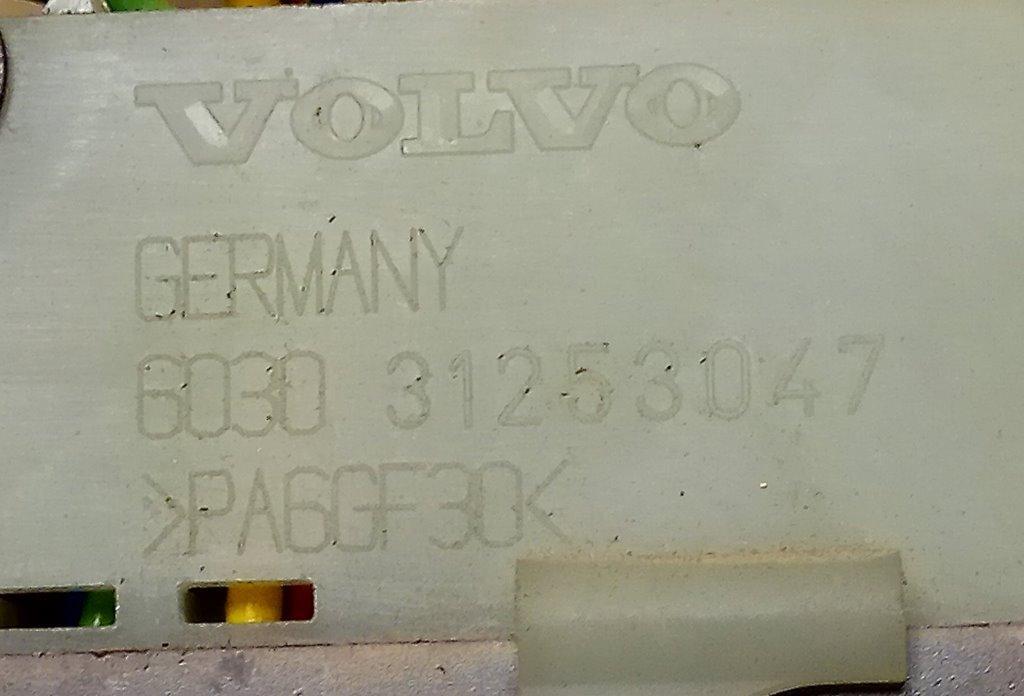 VOLVO
GERMANY
6030 31253047
>PA6GF30<